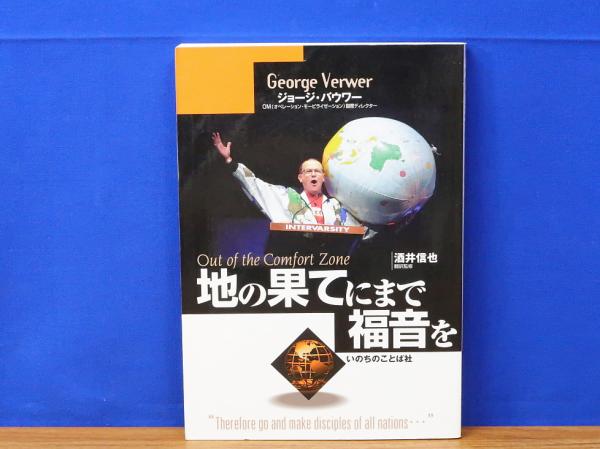 George Verwer
ジョージ・バウワー
OM(オペレーション・モービライゼーション)国際ディレクター
INTERVARSITY
Out of the Comfort Zone
酒井信也
翻訳監修
地の果てにまで
福音を
いのちのことば社
"Therefore go and make disciples of all nations･･･"